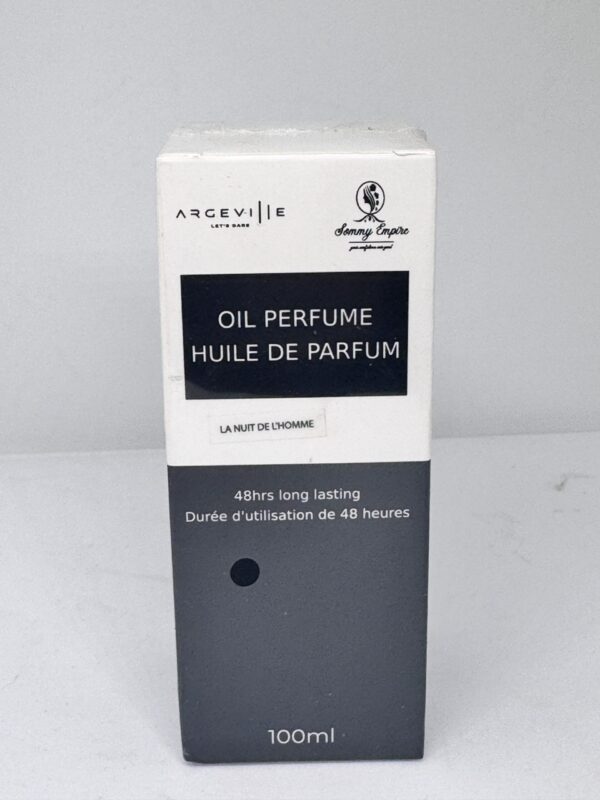 ARGEVILLE
LET'S DARE
Sommy Empire
OIL PERFUME
HUILE DE PARFUM
LA NUIT DE L'HOMME
48hrs long lasting
Durée d'utilisation de 48 heures
100ml